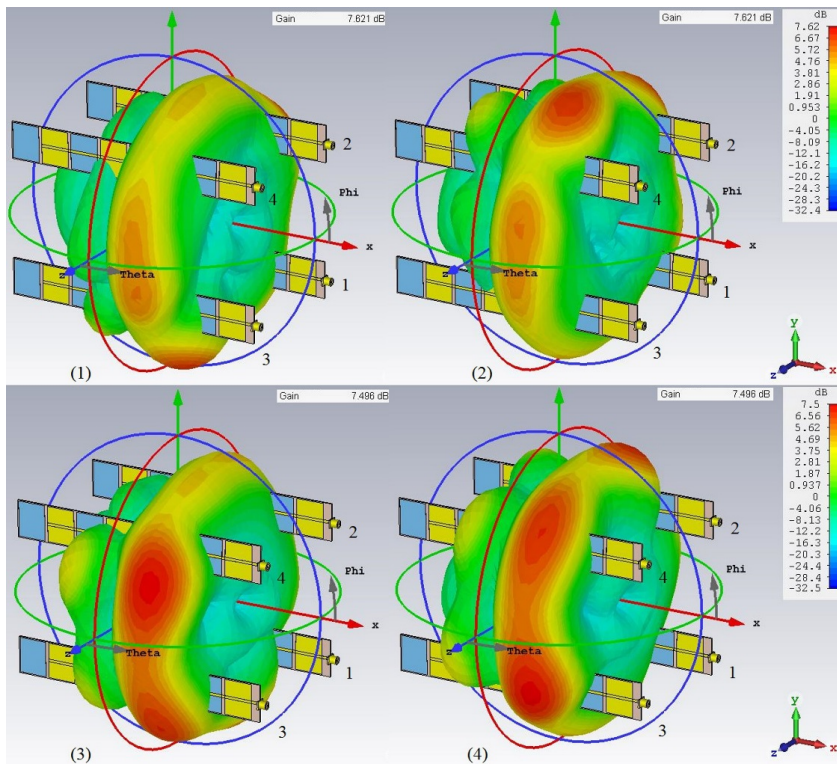 Gain 7.621 dB
2
4
Phi
x
z
Theta
1
3
(1)
Gain 7.621 dB
2
4
Phi
x
z
Theta
1
3
(2)
dB
7.62
6.67
5.72
4.76
3.81
2.86
1.91
0.953
0
-4.05
-8.09
-12.1
-16.2
-20.2
-24.3
-28.3
-32.4
y
z
x
Gain 7.496 dB
2
4
Phi
x
z
Theta
1
3
(3)
Gain 7.496 dB
2
4
Phi
x
z
Theta
1
3
(4)
dB
7.5
6.56
5.62
4.69
3.75
2.81
1.87
0.937
0
-4.06
-8.13
-12.2
-16.3
-20.3
-24.4
-28.4
-32.5
y
z
x